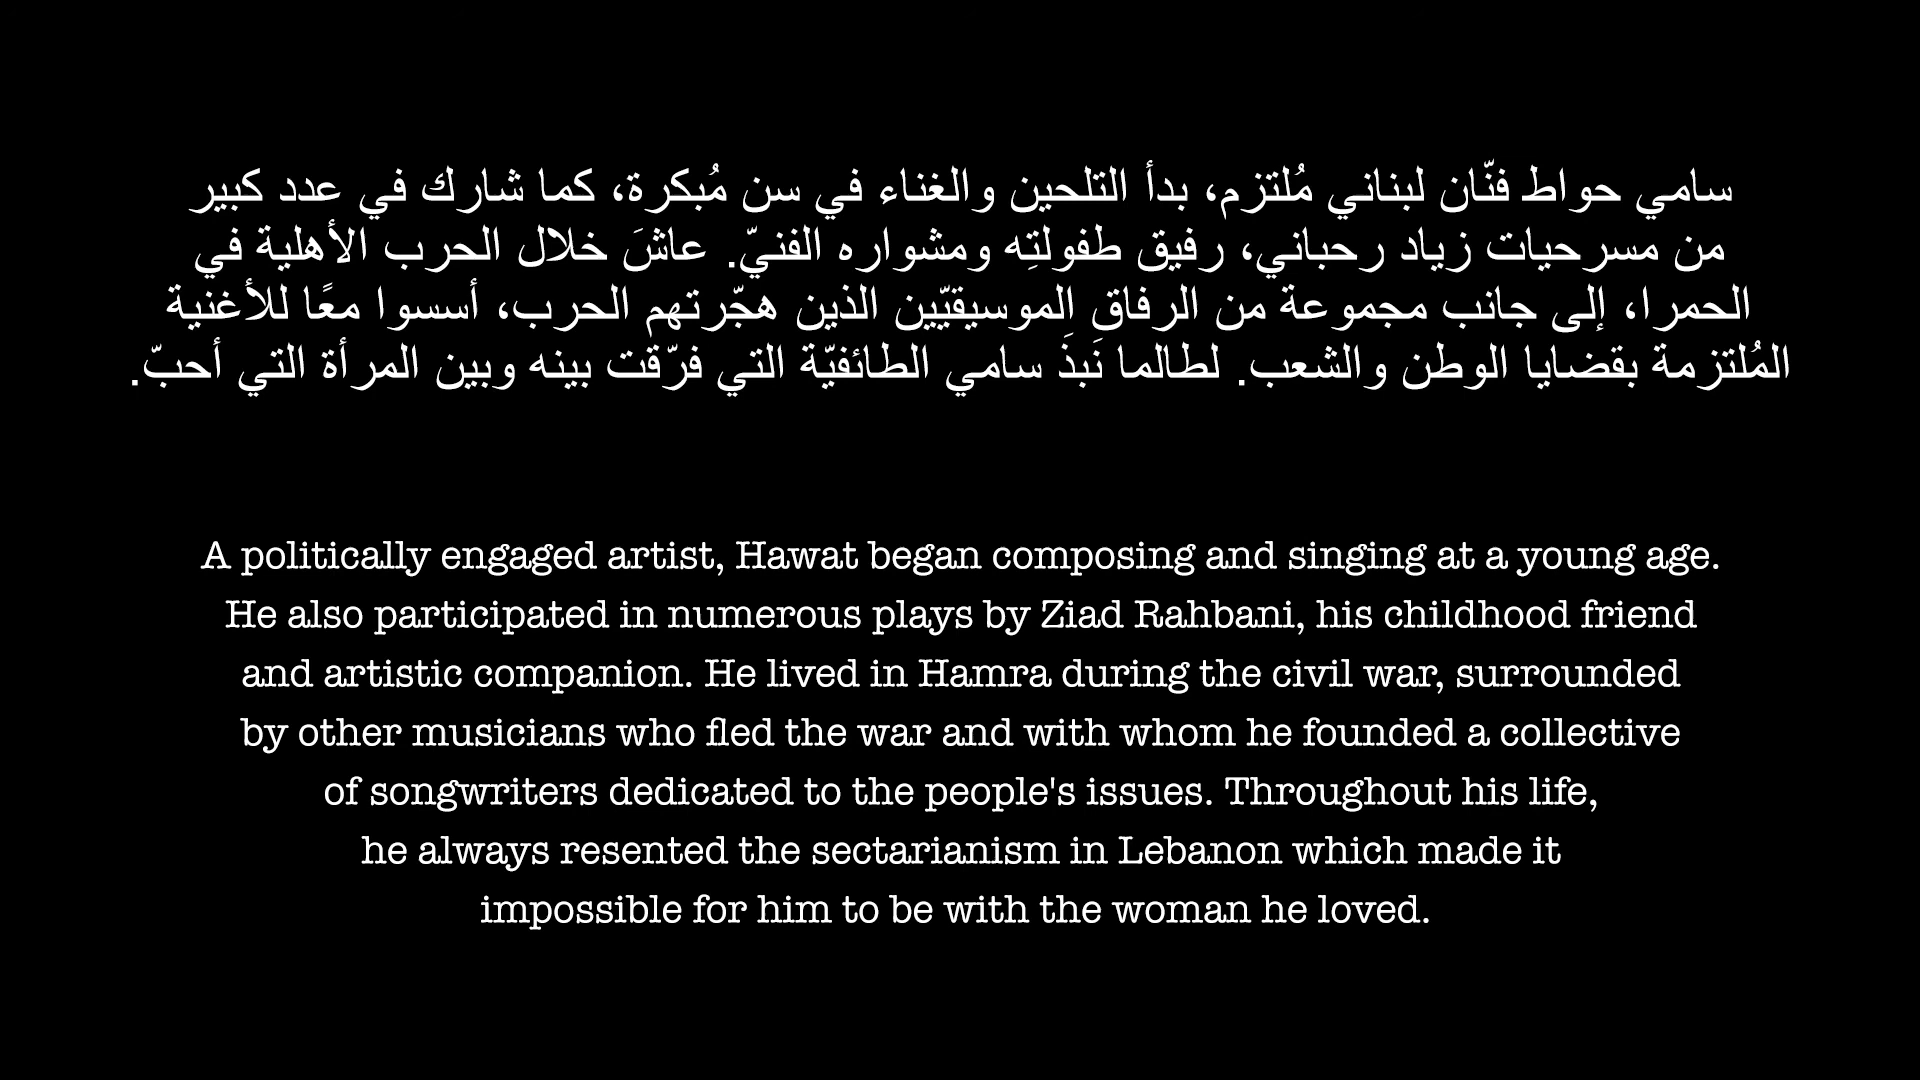 سامي حواط فنّان لبناني مُلتزم، بدأ التلحين والغناء في سن مُبكرة، كما شارك في عدد كبير
من مسرحيات زياد رحباني، رفيق طفولتِه ومشواره الفنيّ. عاشَ خلال الحرب الأهلية في
الحمرا، إلى جانب مجموعة من الرفاق الموسيقيّين الذين هجّرتهم الحرب، أسسوا معًا للأغنية
المُلتزمة بقضايا الوطن والشعب. لطالما نَبذَ سامي الطائفيّة التي فرّقت بينه وبين المرأة التي أحبّ.
A politically engaged artist, Hawat began composing and singing at a young age.
He also participated in numerous plays by Ziad Rahbani, his childhood friend
and artistic companion. He lived in Hamra during the civil war, surrounded
by other musicians who fled the war and with whom he founded a collective
of songwriters dedicated to the people's issues. Throughout his life,
he always resented the sectarianism in Lebanon which made it
impossible for him to be with the woman he loved.